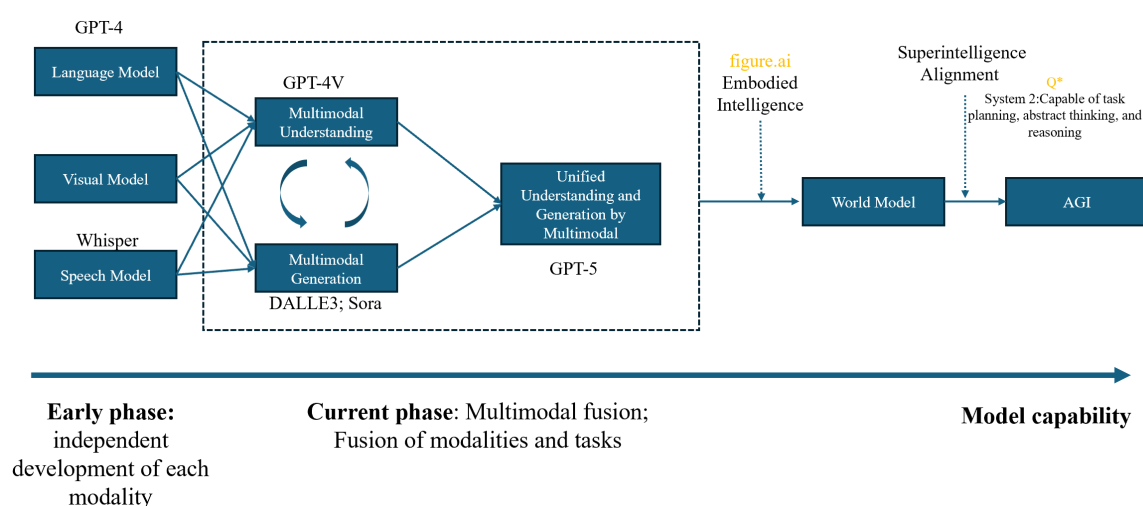 GPT-4
Language Model
Visual Model
Whisper
Speech Model
GPT-4V
Multimodal
Understanding
Multimodal
Generation
DALLE3; Sora
Unified
Understanding and
Generation by
Multimodal
GPT-5
figure.ai
Embodied
Intelligence
World Model
Superintelligence
Alignment
Q*
System 2:Capable of task
planning, abstract thinking, and
reasoning
AGI
Early phase:
independent
development of each
modality
Current phase: Multimodal fusion;
Fusion of modalities and tasks
Model capability